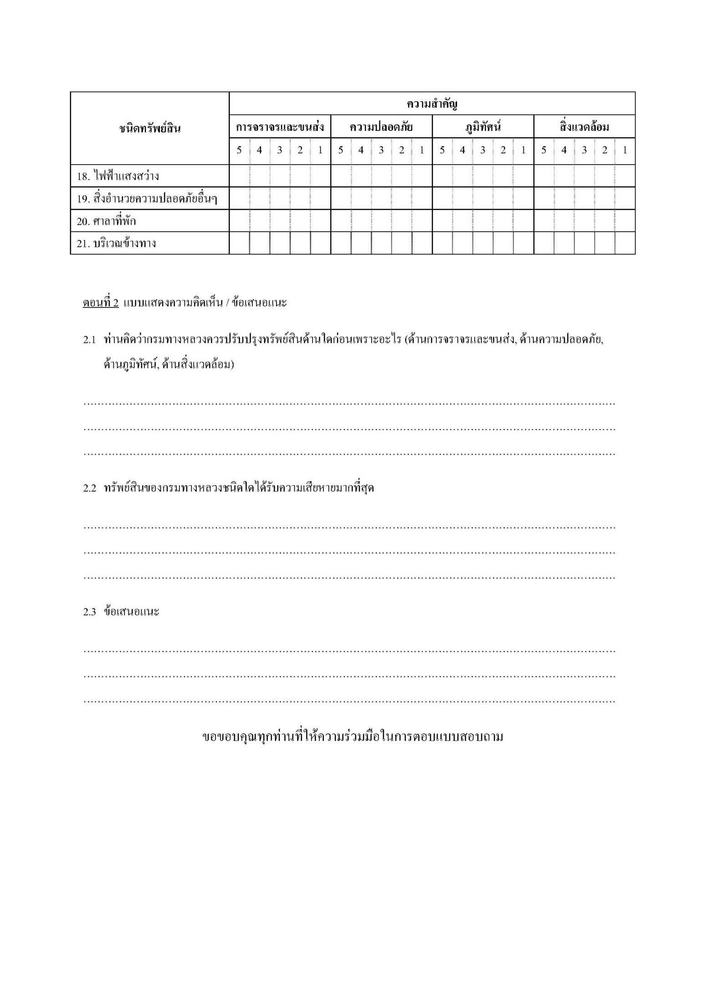 ความสำคัญ
ชนิดทรัพย์สิน
การจราจรและขนส่ง ความปลอดภัย ภูมิทัศน์ สิ่งแวดล้อม
5 4 3 2 1 5 4 3 2 1 5 4 3 2 1 5 4 3 2 1
18. ไฟฟ้าแสงสว่าง
19. สิ่งอำนวยความปลอดภัยอื่นๆ
20. ศาลาที่พัก
21. บริเวณข้างทาง
ตอนที่ 2 แบบแสดงความคิดเห็น / ข้อเสนอแนะ
2.1 ท่านคิดว่ากรมทางหลวงควรปรับปรุงทรัพย์สินด้านใดก่อนเพราะอะไร (ด้านการจราจรและขนส่ง, ด้านความปลอดภัย,
ด้านภูมิทัศน์, ด้านสิ่งแวดล้อม)
2.2 ทรัพย์สินของกรมทางหลวงชนิดใดได้รับความเสียหายมากที่สุด
2.3 ข้อเสนอแนะ
ขอขอบคุณทุกท่านที่ให้ความร่วมมือในการตอบแบบสอบถาม